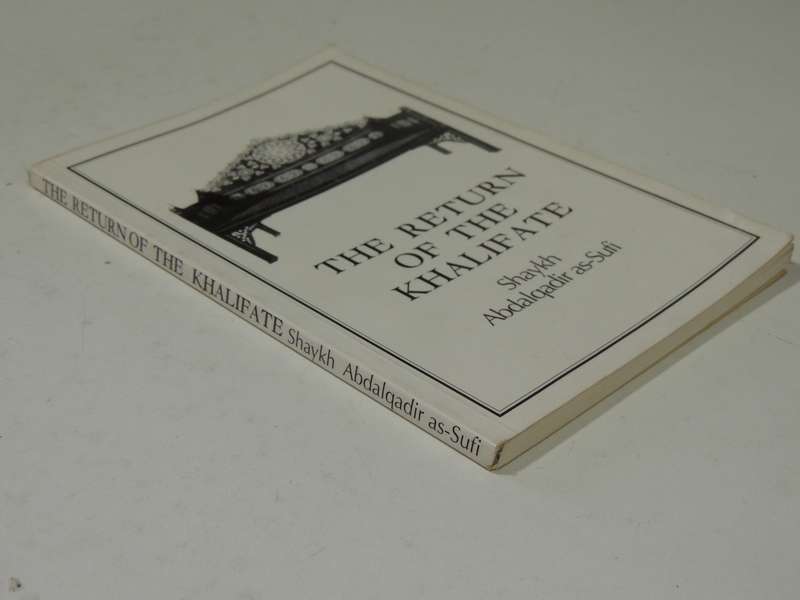 THE RETURN
OF THE
KHALIFATE
Shaykh
Abdalqadir as-Sufi
THE RETURN OF THE KHALIFATE Shaykh Abdalqadir as-Sufi